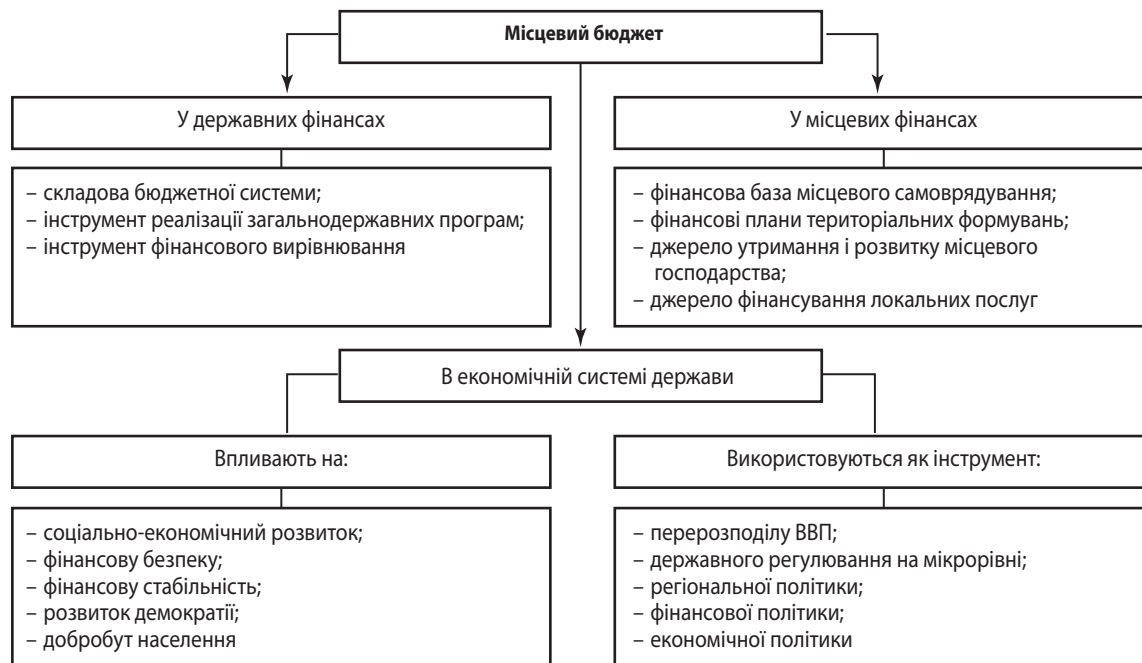 Місцевий бюджет
У державних фінансах
– складова бюджетної системи;
– інструмент реалізації загальнодержавних програм;
– інструмент фінансового вирівнювання
У місцевих фінансах
– фінансова база місцевого самоврядування;
– фінансові плани територіальних формувань;
– джерело утримання і розвитку місцевого
господарства;
– джерело фінансування локальних послуг
В економічній системі держави
Впливають на:
– соціально-економічний розвиток;
– фінансову безпеку;
– фінансову стабільність;
– розвиток демократії;
– добробут населення
Використовуються як інструмент:
– перерозподілу ВВП;
– державного регулювання на мікрорівні;
– регіональної політики;
– фінансової політики;
– економічної політики